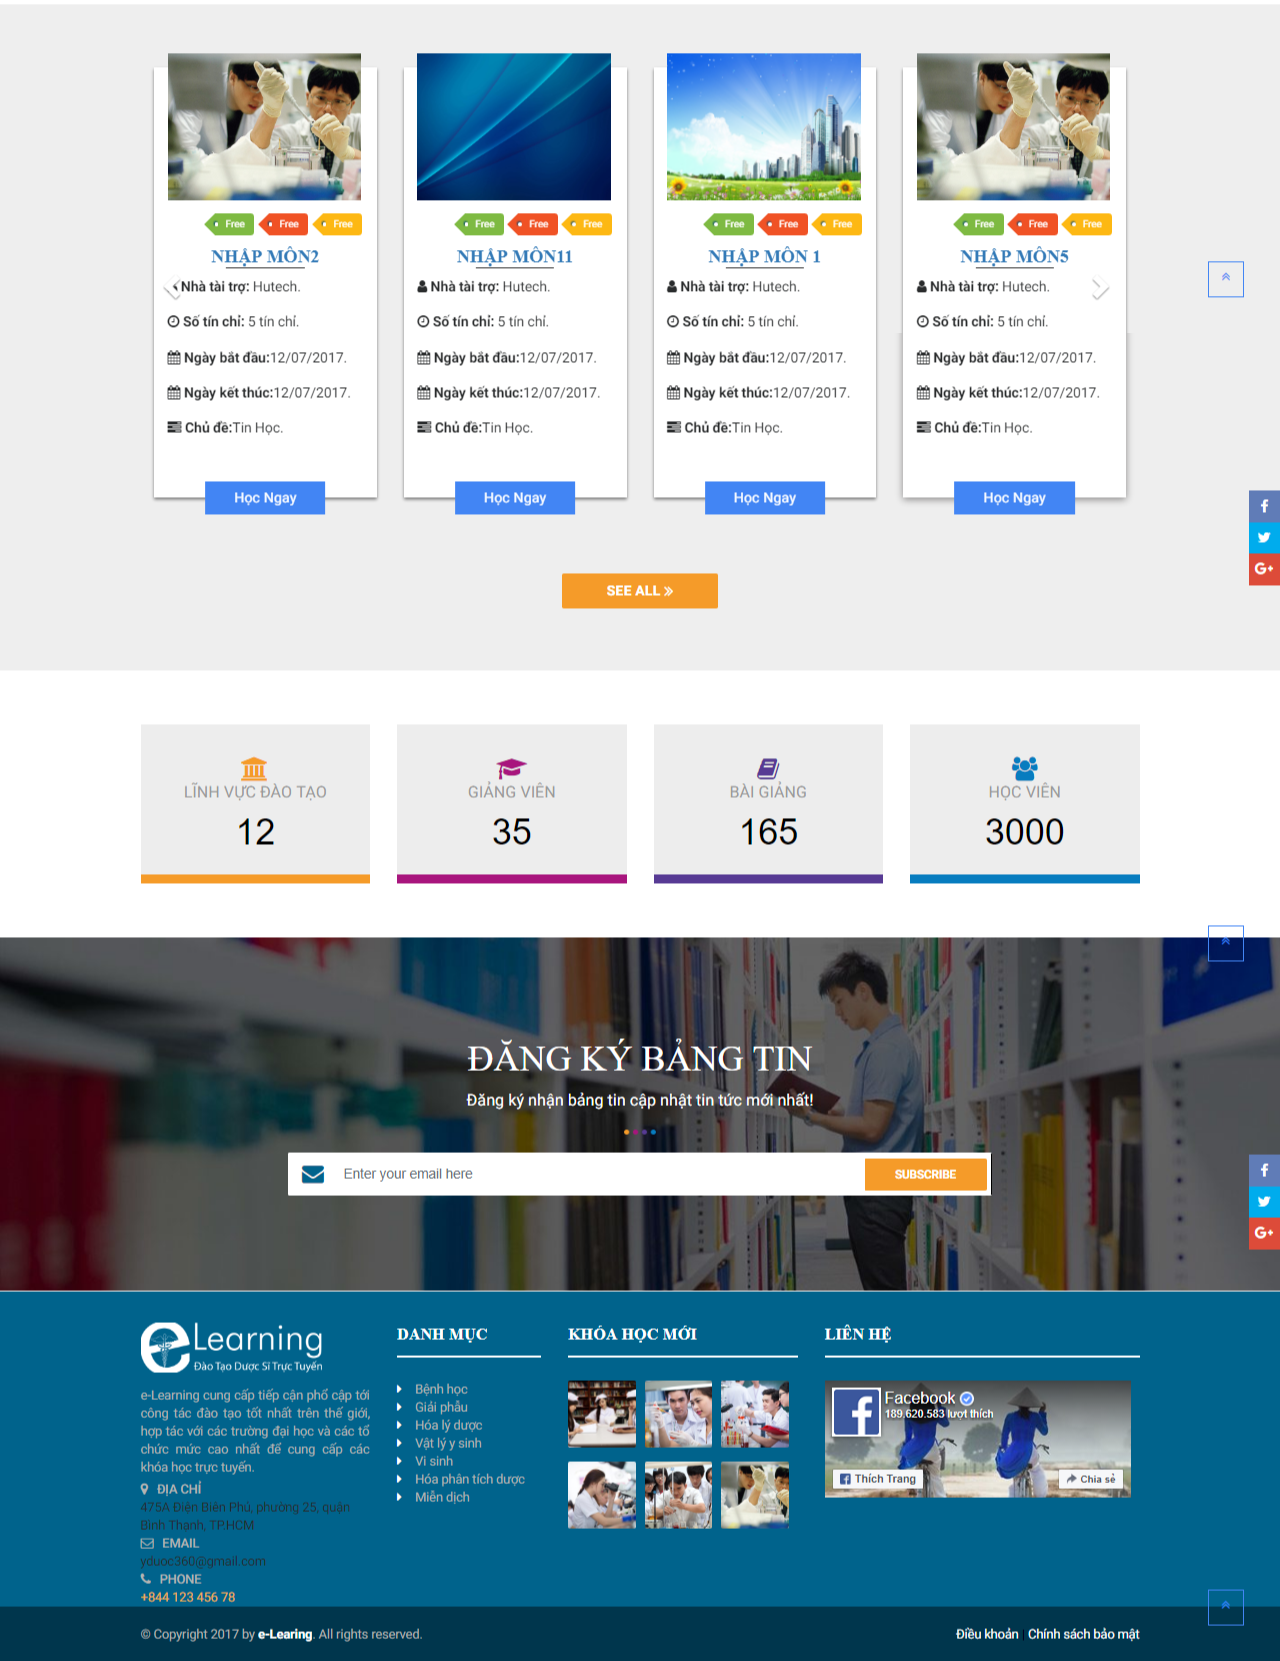 Free Free Free
NHẬP MÔN2
Nhà tài trợ: Hutech.
Số tín chỉ: 5 tín chỉ.
Ngày bắt đầu:12/07/2017.
Ngày kết thúc:12/07/2017.
Chủ đề:Tin Học.
Học Ngay
Free Free Free
NHẬP MÔN11
Nhà tài trợ: Hutech.
Số tín chỉ: 5 tín chỉ.
Ngày bắt đầu:12/07/2017.
Ngày kết thúc:12/07/2017.
Chủ đề:Tin Học.
Học Ngay
Free Free Free
NHẬP MÔN 1
Nhà tài trợ: Hutech.
Số tín chỉ: 5 tín chỉ.
Ngày bắt đầu:12/07/2017.
Ngày kết thúc:12/07/2017.
Chủ đề:Tin Học.
Học Ngay
Free Free Free
NHẬP MÔN5
Nhà tài trợ: Hutech.
Số tín chỉ: 5 tín chỉ.
Ngày bắt đầu:12/07/2017.
Ngày kết thúc:12/07/2017.
Chủ đề:Tin Học.
Học Ngay
SEE ALL »
LĨNH VỰC ĐÀO TẠO
12
GIẢNG VIÊN
35
BÀI GIẢNG
165
HỌC VIÊN
3000
ĐĂNG KÝ BẢNG TIN
Đăng ký nhận bảng tin cập nhật tin tức mới nhất!
Enter your email here
SUBSCRIBE
eLearning
Đào Tạo Dược Sĩ Trực Tuyến
e-Learning cung cấp tiếp cận phổ cập tới
công tác đào tạo tốt nhất trên thế giới,
hợp tác với các trường đại học và các tổ
chức mức cao nhất để cung cấp các
khóa học trực tuyến.
ĐỊA CHỈ
475A Điện Biên Phủ, phường 25, quận
Bình Thạnh, TP.HCM
EMAIL
yduoc360@gmail.com
PHONE
+844 123 456 78
DANH MỤC
Bệnh học
Giải phẫu
Hóa lý dược
Vật lý y sinh
Vi sinh
Hóa phân tích dược
Miễn dịch
KHÓA HỌC MỚI
LIÊN HỆ
Facebook
189.620.583 lượt thích
Thích Trang
Chia sẻ
© Copyright 2017 by e-Learing. All rights reserved.
Điều khoản | Chính sách bảo mật